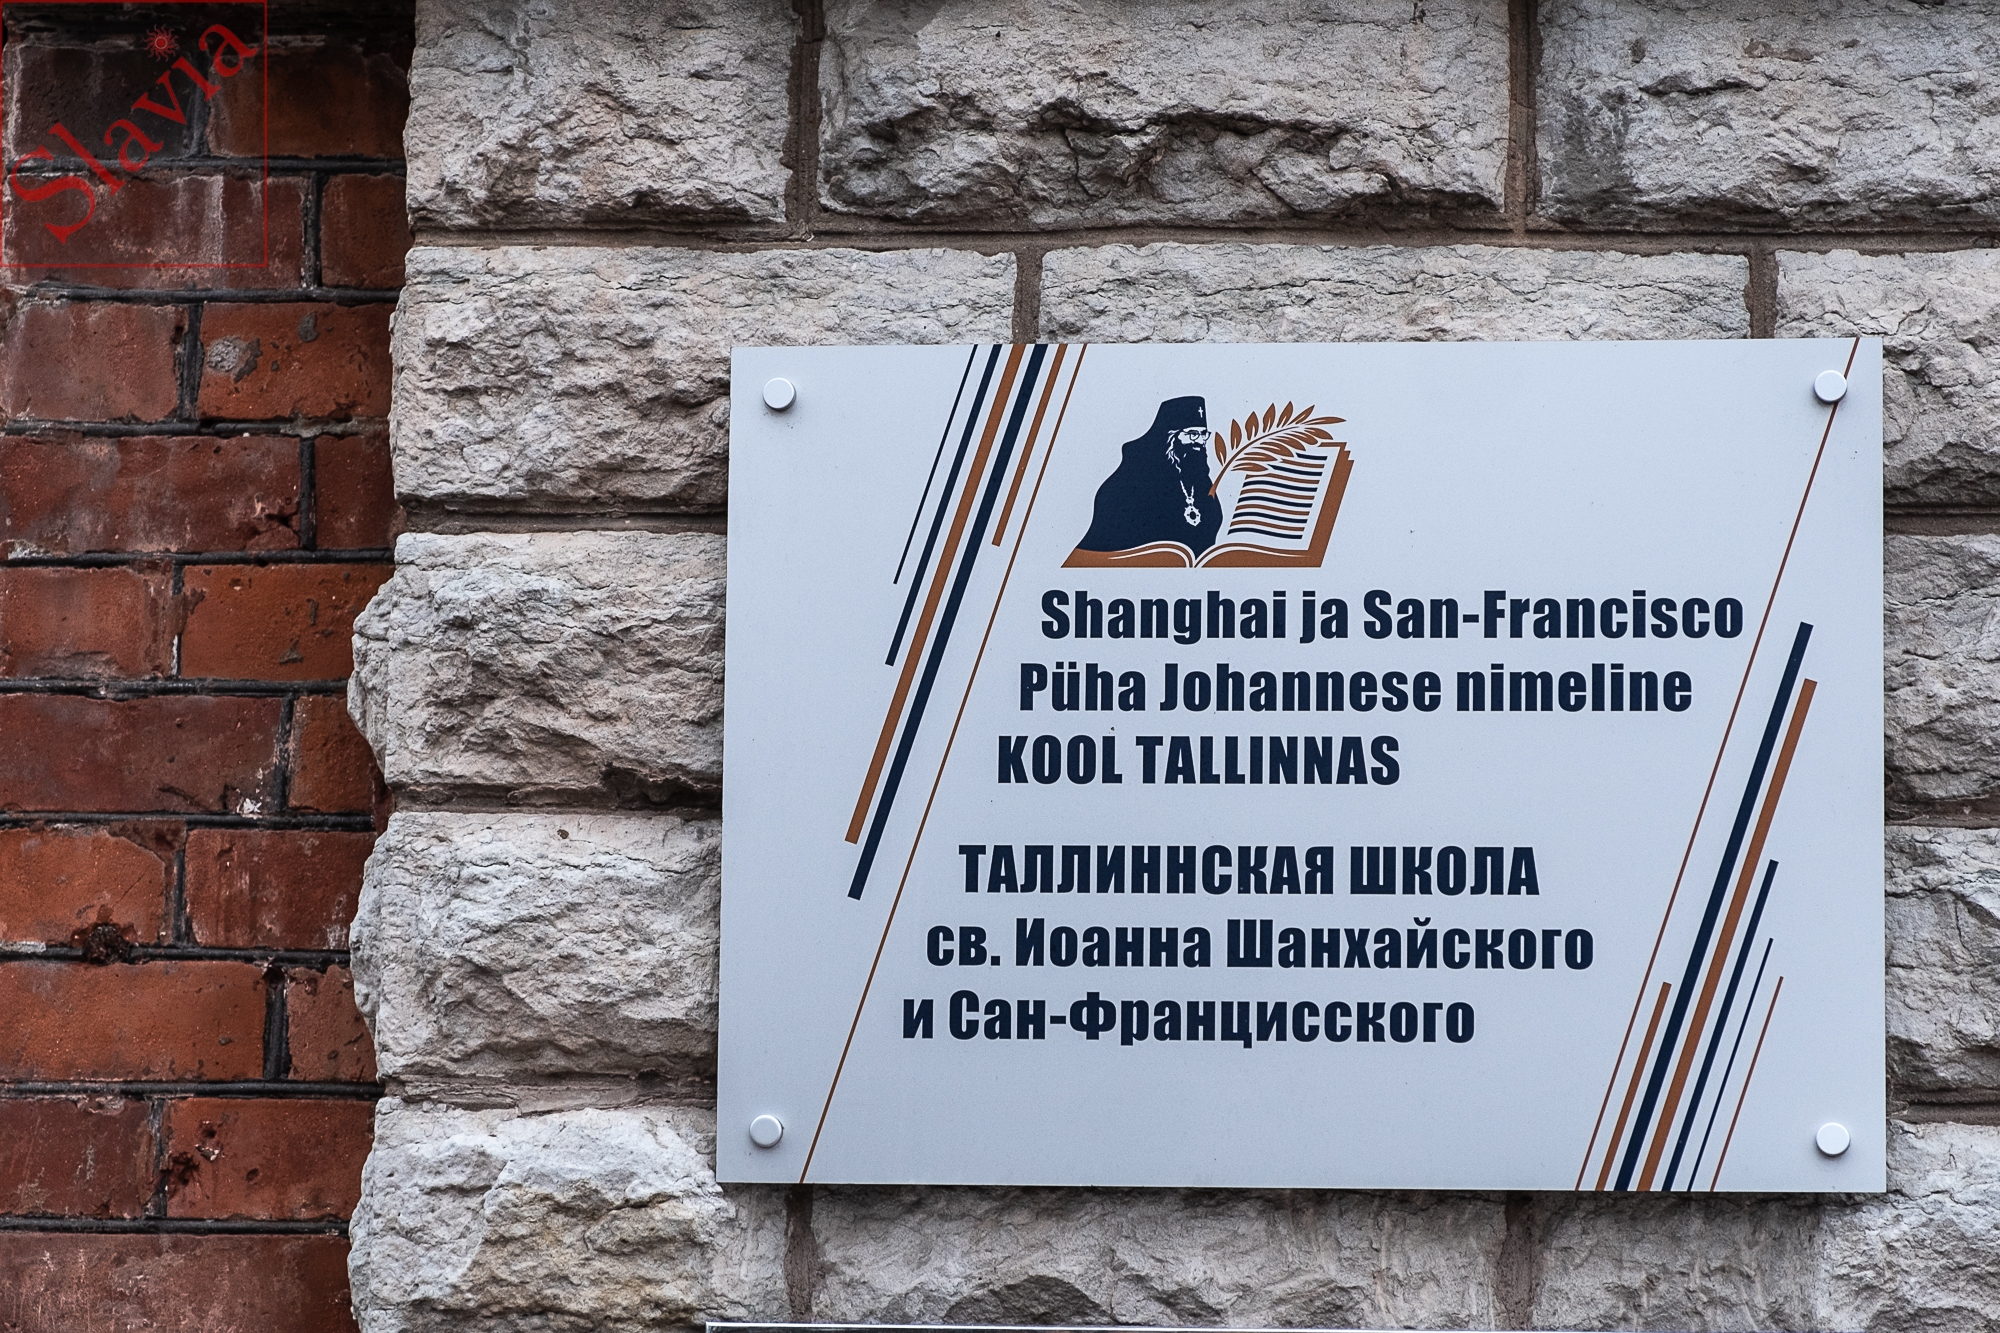 Slavia
Shanghai ja San-Francisco
Püha Johannese nimeline
KOOL TALLINNAS
ТАЛЛИННСКАЯ ШКОЛА
св. Иоанна Шанхайского
и Сан-Францисского